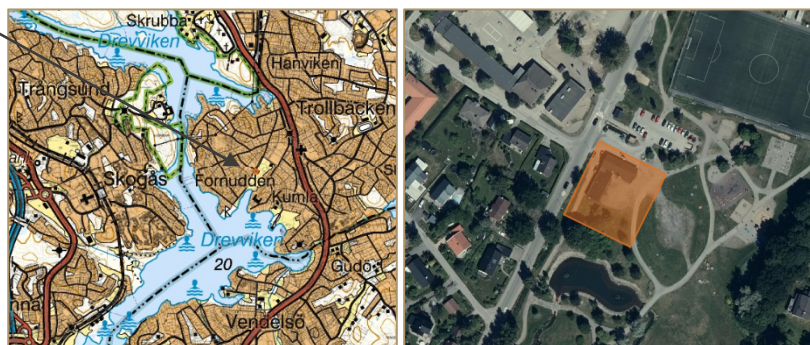 Skrubba
Drevviken
Hanviken
Trångsund
Trollbäcken
Skogås
Fornudden
Kumla
Drevviken
20
Gudö
Vendelsö